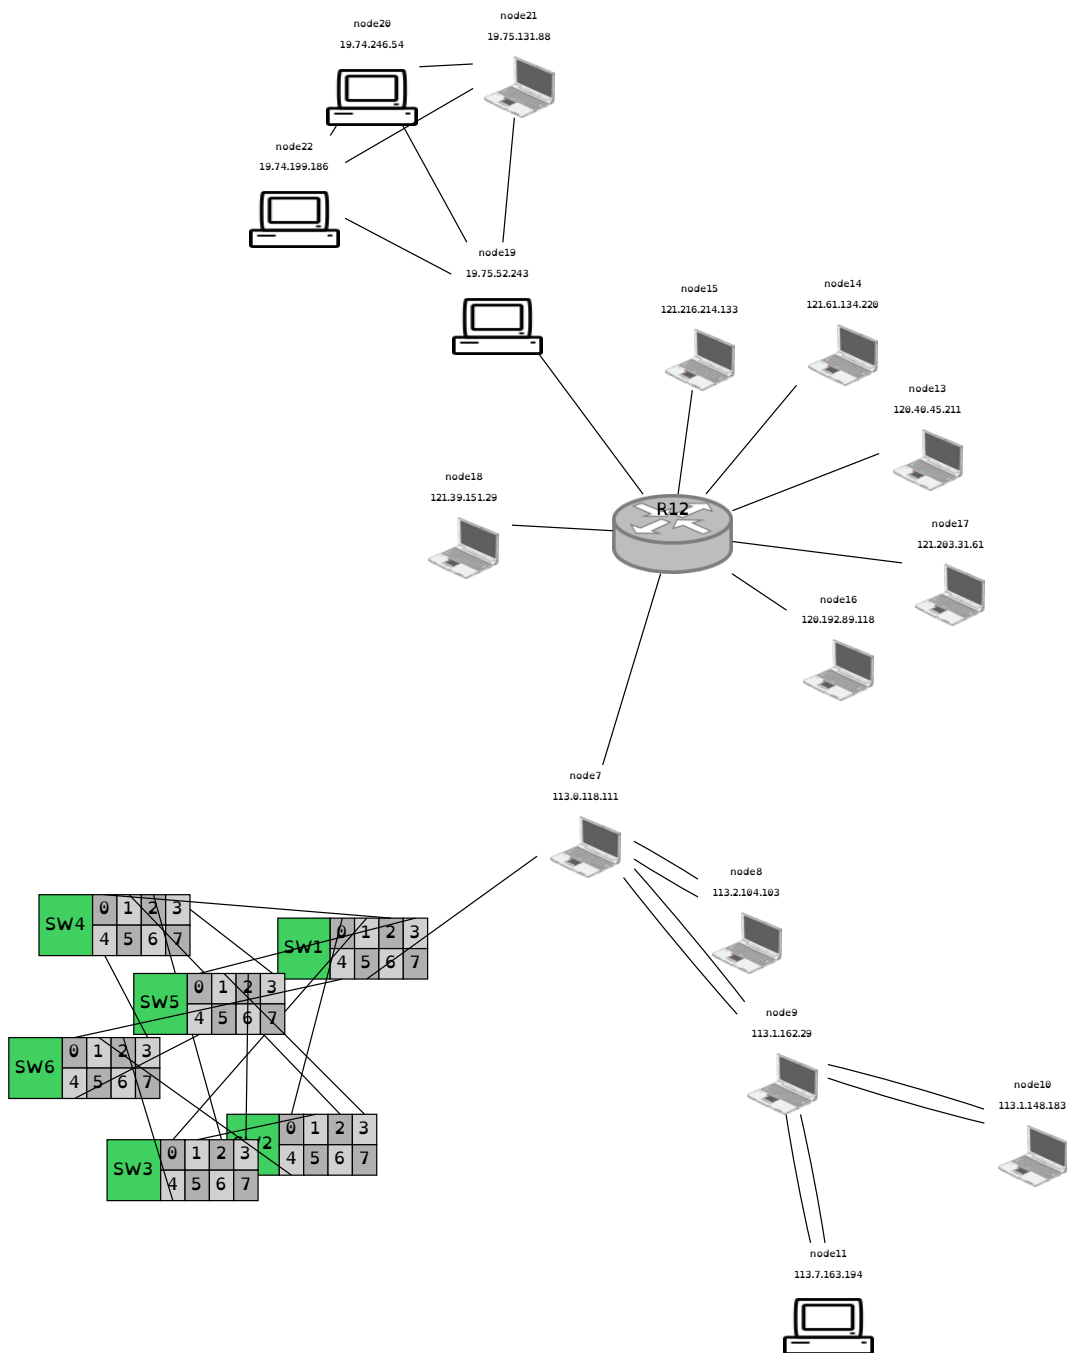 node20
19.74.246.54
node21
19.75.131.88
node22
19.74.199.186
node19
19.75.52.243
node15
121.216.214.133
node14
121.61.134.220
node13
120.40.45.211
node18
121.39.151.29
R12
node17
121.203.31.61
node16
120.192.89.118
node7
113.0.118.111
node8
113.2.104.103
SW4
0 1 2 3
4 5 6 7
SW1
0 1 2 3
4 5 6 7
SW5
0 1 2 3
4 5 6 7
node9
113.1.162.29
SW6
0 1 2 3
4 5 6 7
node10
113.1.148.183
SW2
0 1 2 3
4 5 6 7
SW3
0 1 2 3
4 5 6 7
node11
113.7.163.194